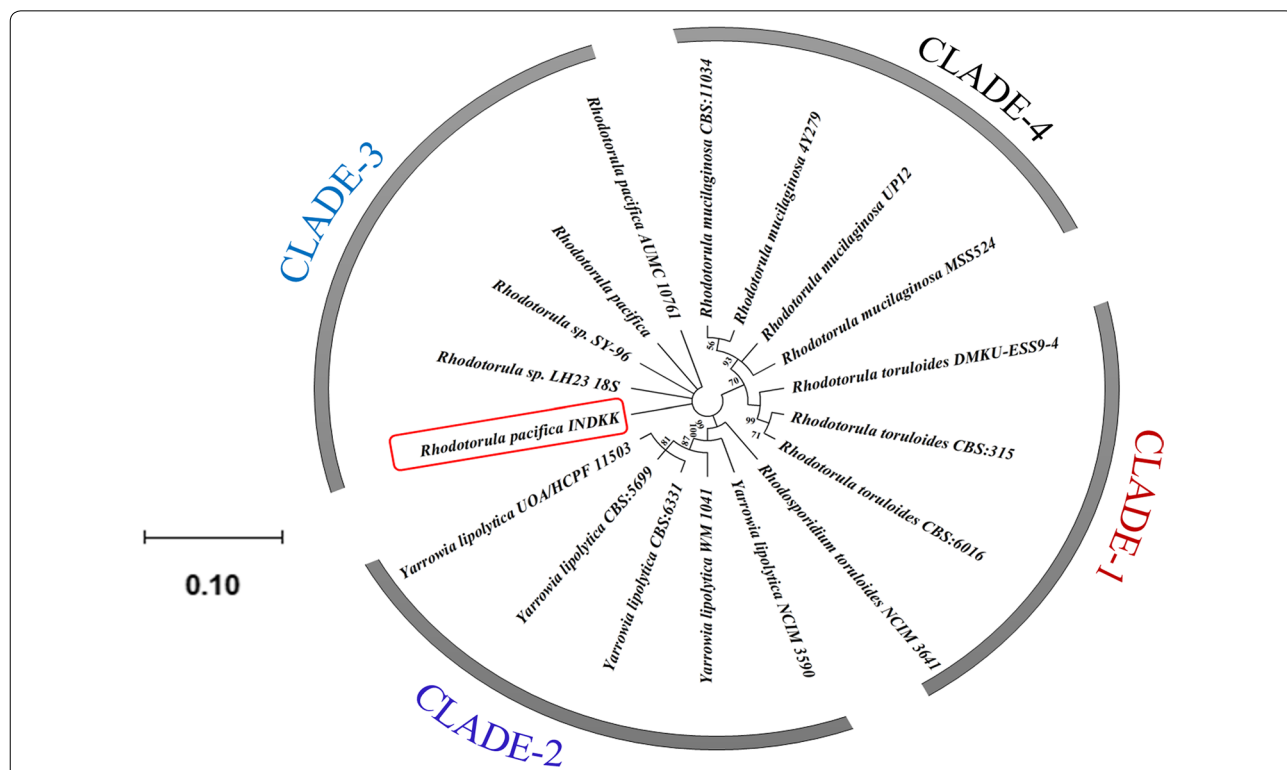 CLADE-4
CLADE-3
Rhodotorula pacifica AUMC 10761
Rhodotorula mucilaginosa CBS:11034
Rhodotorula mucilaginosa 4Y279
Rhodotorula mucilaginosa UP12
Rhodotorula mucilaginosa MSS524
Rhodotorula pacifica
Rhodotorula sp. SY-96
Rhodotorula sp. LH23 18S
Rhodotorula pacifica INDKK
56
93
70
99
71
69
100
87
81
Rhodotorula toruloides DMKU-ESS9-4
Rhodotorula toruloides CBS:315
Rhodotorula toruloides CBS:6016
Rhodosporidium toruloides NCIM 3641
CLADE-1
Yarrowia lipolytica UOA/HCPF 11503
Yarrowia lipolytica CBS:5699
Yarrowia lipolytica CBS:6331
Yarrowia lipolytica WM 1041
Yarrowia lipolytica NCIM 3590
0.10
CLADE-2